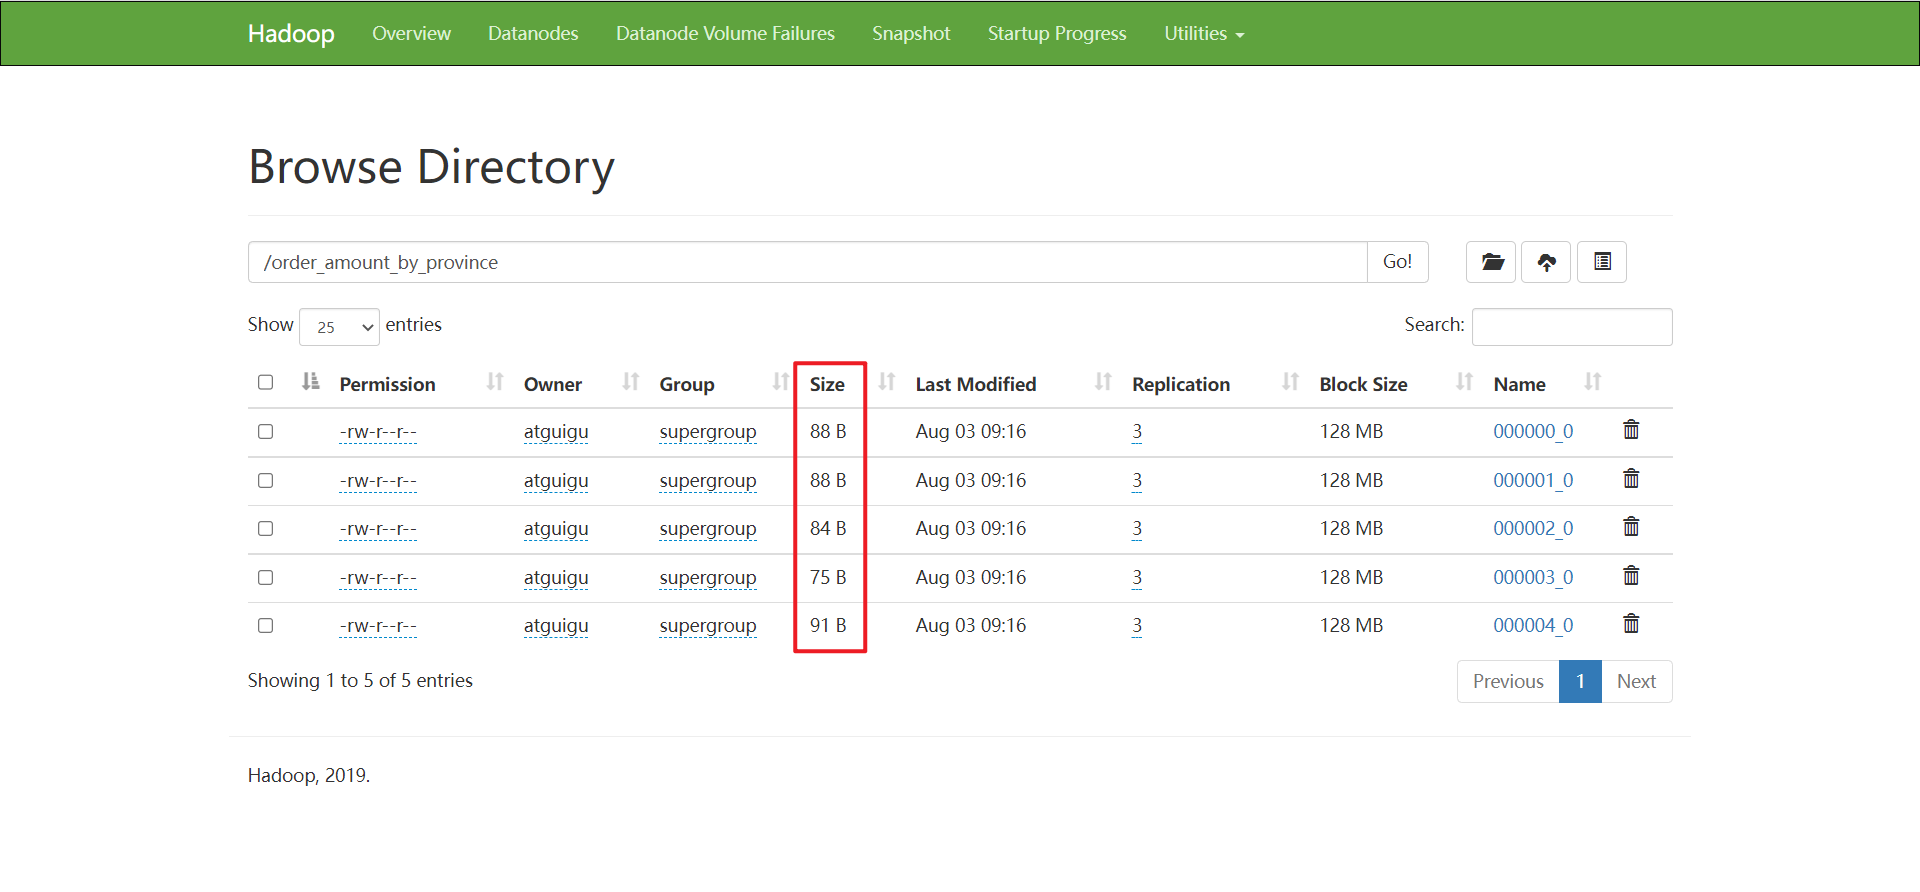 Hadoop Overview Datanodes Datanode Volume Failures Snapshot Startup Progress Utilities
Browse Directory
/order_amount_by_province Go!
Show 25 entries Search:
Permission Owner Group Size Last Modified Replication Block Size Name
-rw-r--r-- atguigu supergroup 88 B Aug 03 09:16 3 128 MB 000000_0
-rw-r--r-- atguigu supergroup 88 B Aug 03 09:16 3 128 MB 000001_0
-rw-r--r-- atguigu supergroup 84 B Aug 03 09:16 3 128 MB 000002_0
-rw-r--r-- atguigu supergroup 75 B Aug 03 09:16 3 128 MB 000003_0
-rw-r--r-- atguigu supergroup 91 B Aug 03 09:16 3 128 MB 000004_0
Showing 1 to 5 of 5 entries Previous 1 Next
Hadoop, 2019.